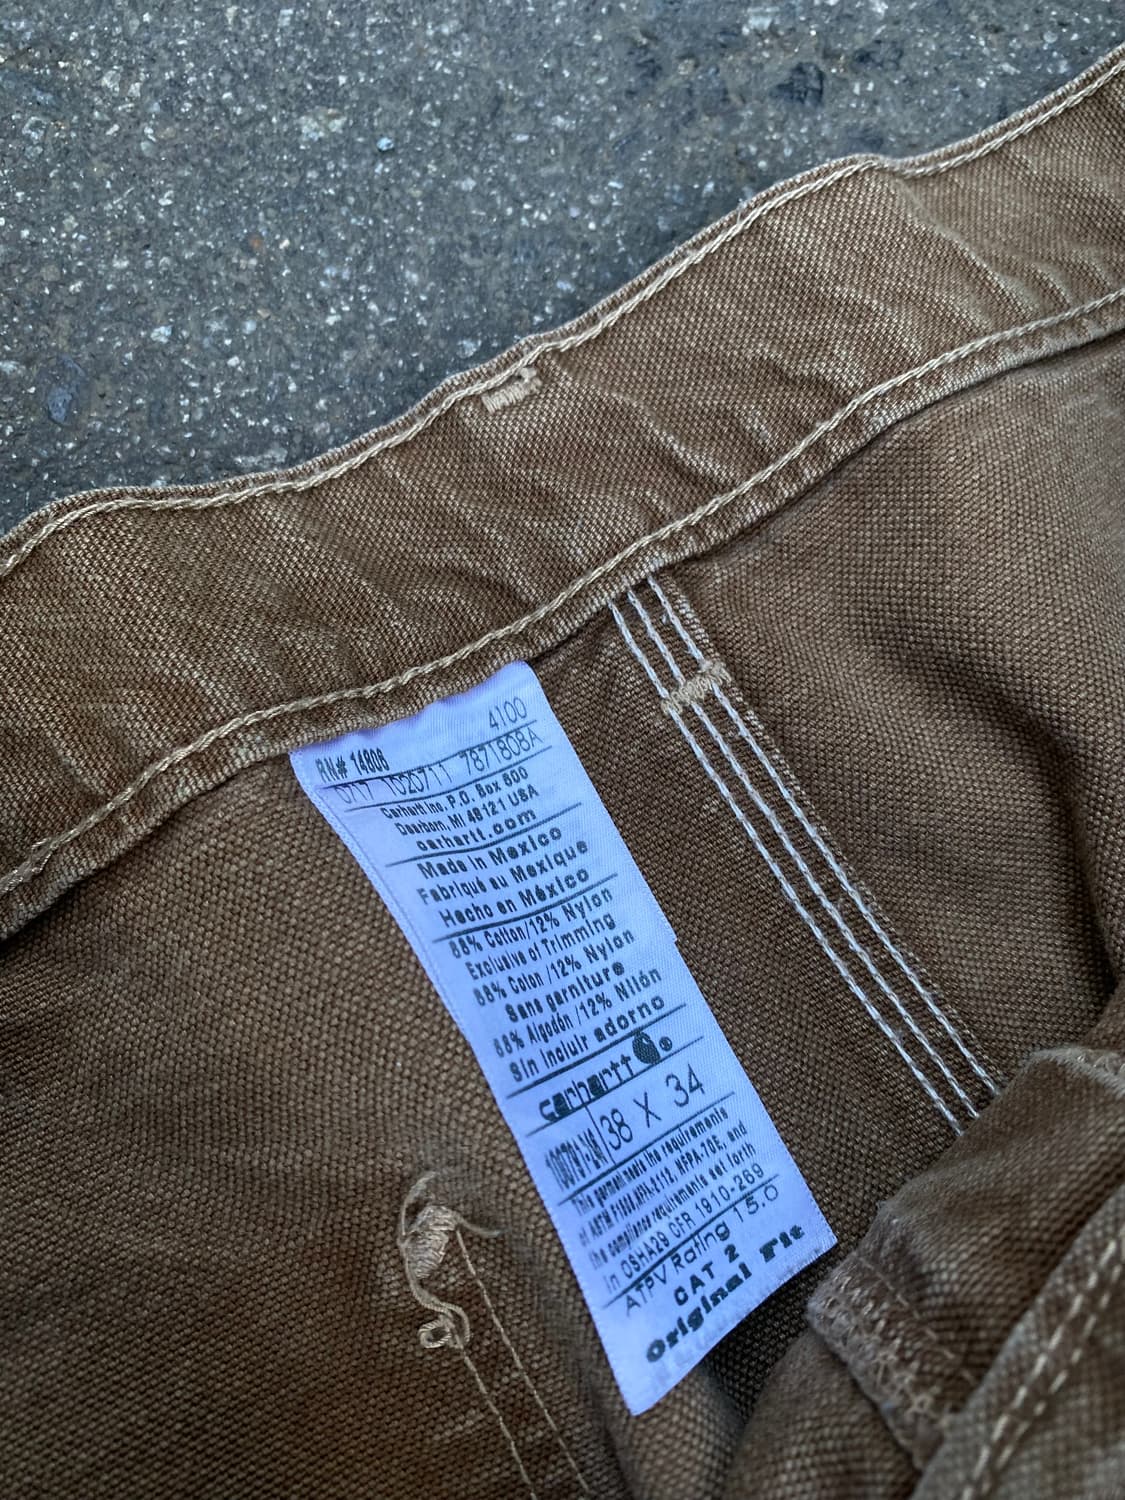 RN# 14806 4100
0717 1020711 7871808A
Carhartt Inc. P.O. Box 600
Dearborn, MI 48121 USA
carhartt.com
Made in Mexico
Fabriqué au Mexique
Hecho en México
88% Cotton/12% Nylon
Exclusive of Trimming
88% Coton /12% Nylon
Sans garniture
88% Algodón /12% Nilón
Sin incluir adorno
carhartt®
38 X 34
This garment meets the requirements
of ASTM NFPA-2112, NFPA-70E, and
the compliance requirements set forth
in OSHA29 CFR 1910-269
ATPV Rating 15.0
CAT 2
Original Fit